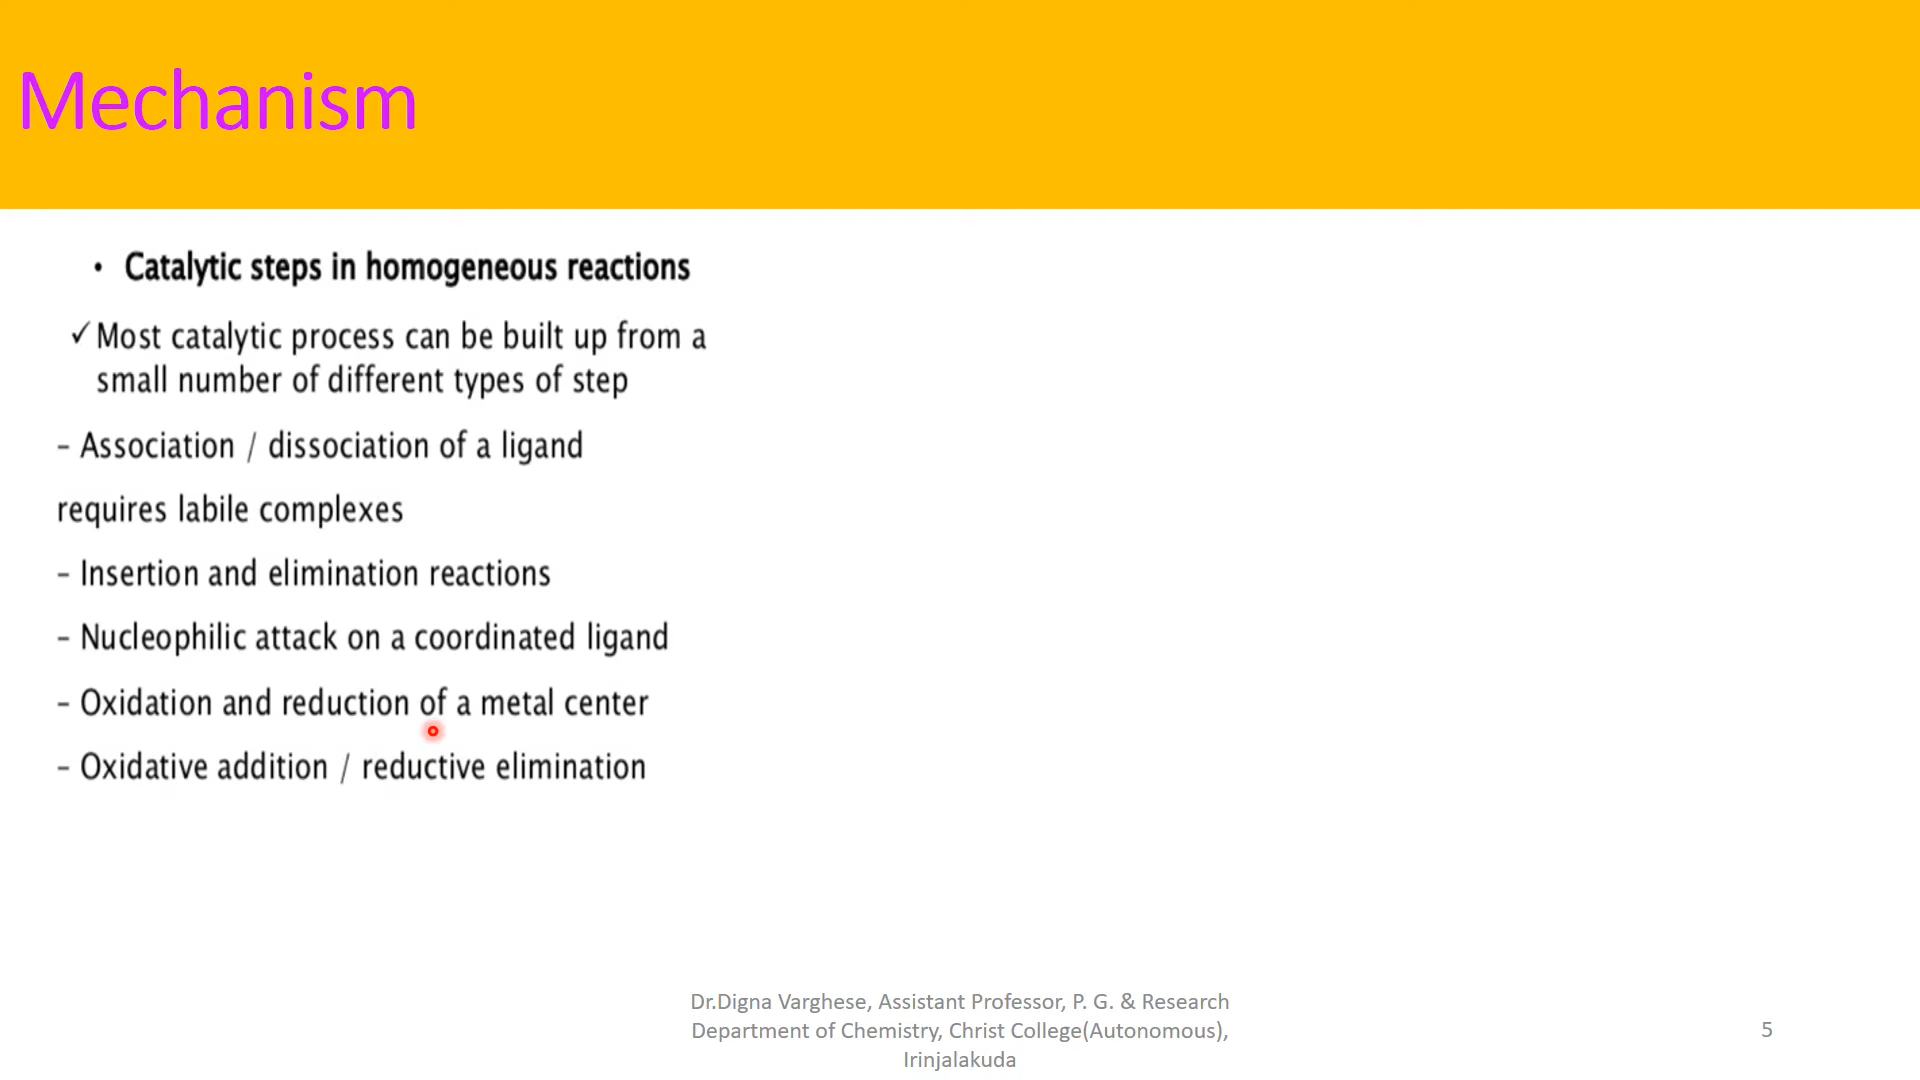 Mechanism
• Catalytic steps in homogeneous reactions
✓ Most catalytic process can be built up from a
small number of different types of step
– Association / dissociation of a ligand
requires labile complexes
– Insertion and elimination reactions
– Nucleophilic attack on a coordinated ligand
– Oxidation and reduction of a metal center
– Oxidative addition / reductive elimination
Dr.Digna Varghese, Assistant Professor, P. G. & Research
Department of Chemistry, Christ College(Autonomous),
Irinjalakuda
5